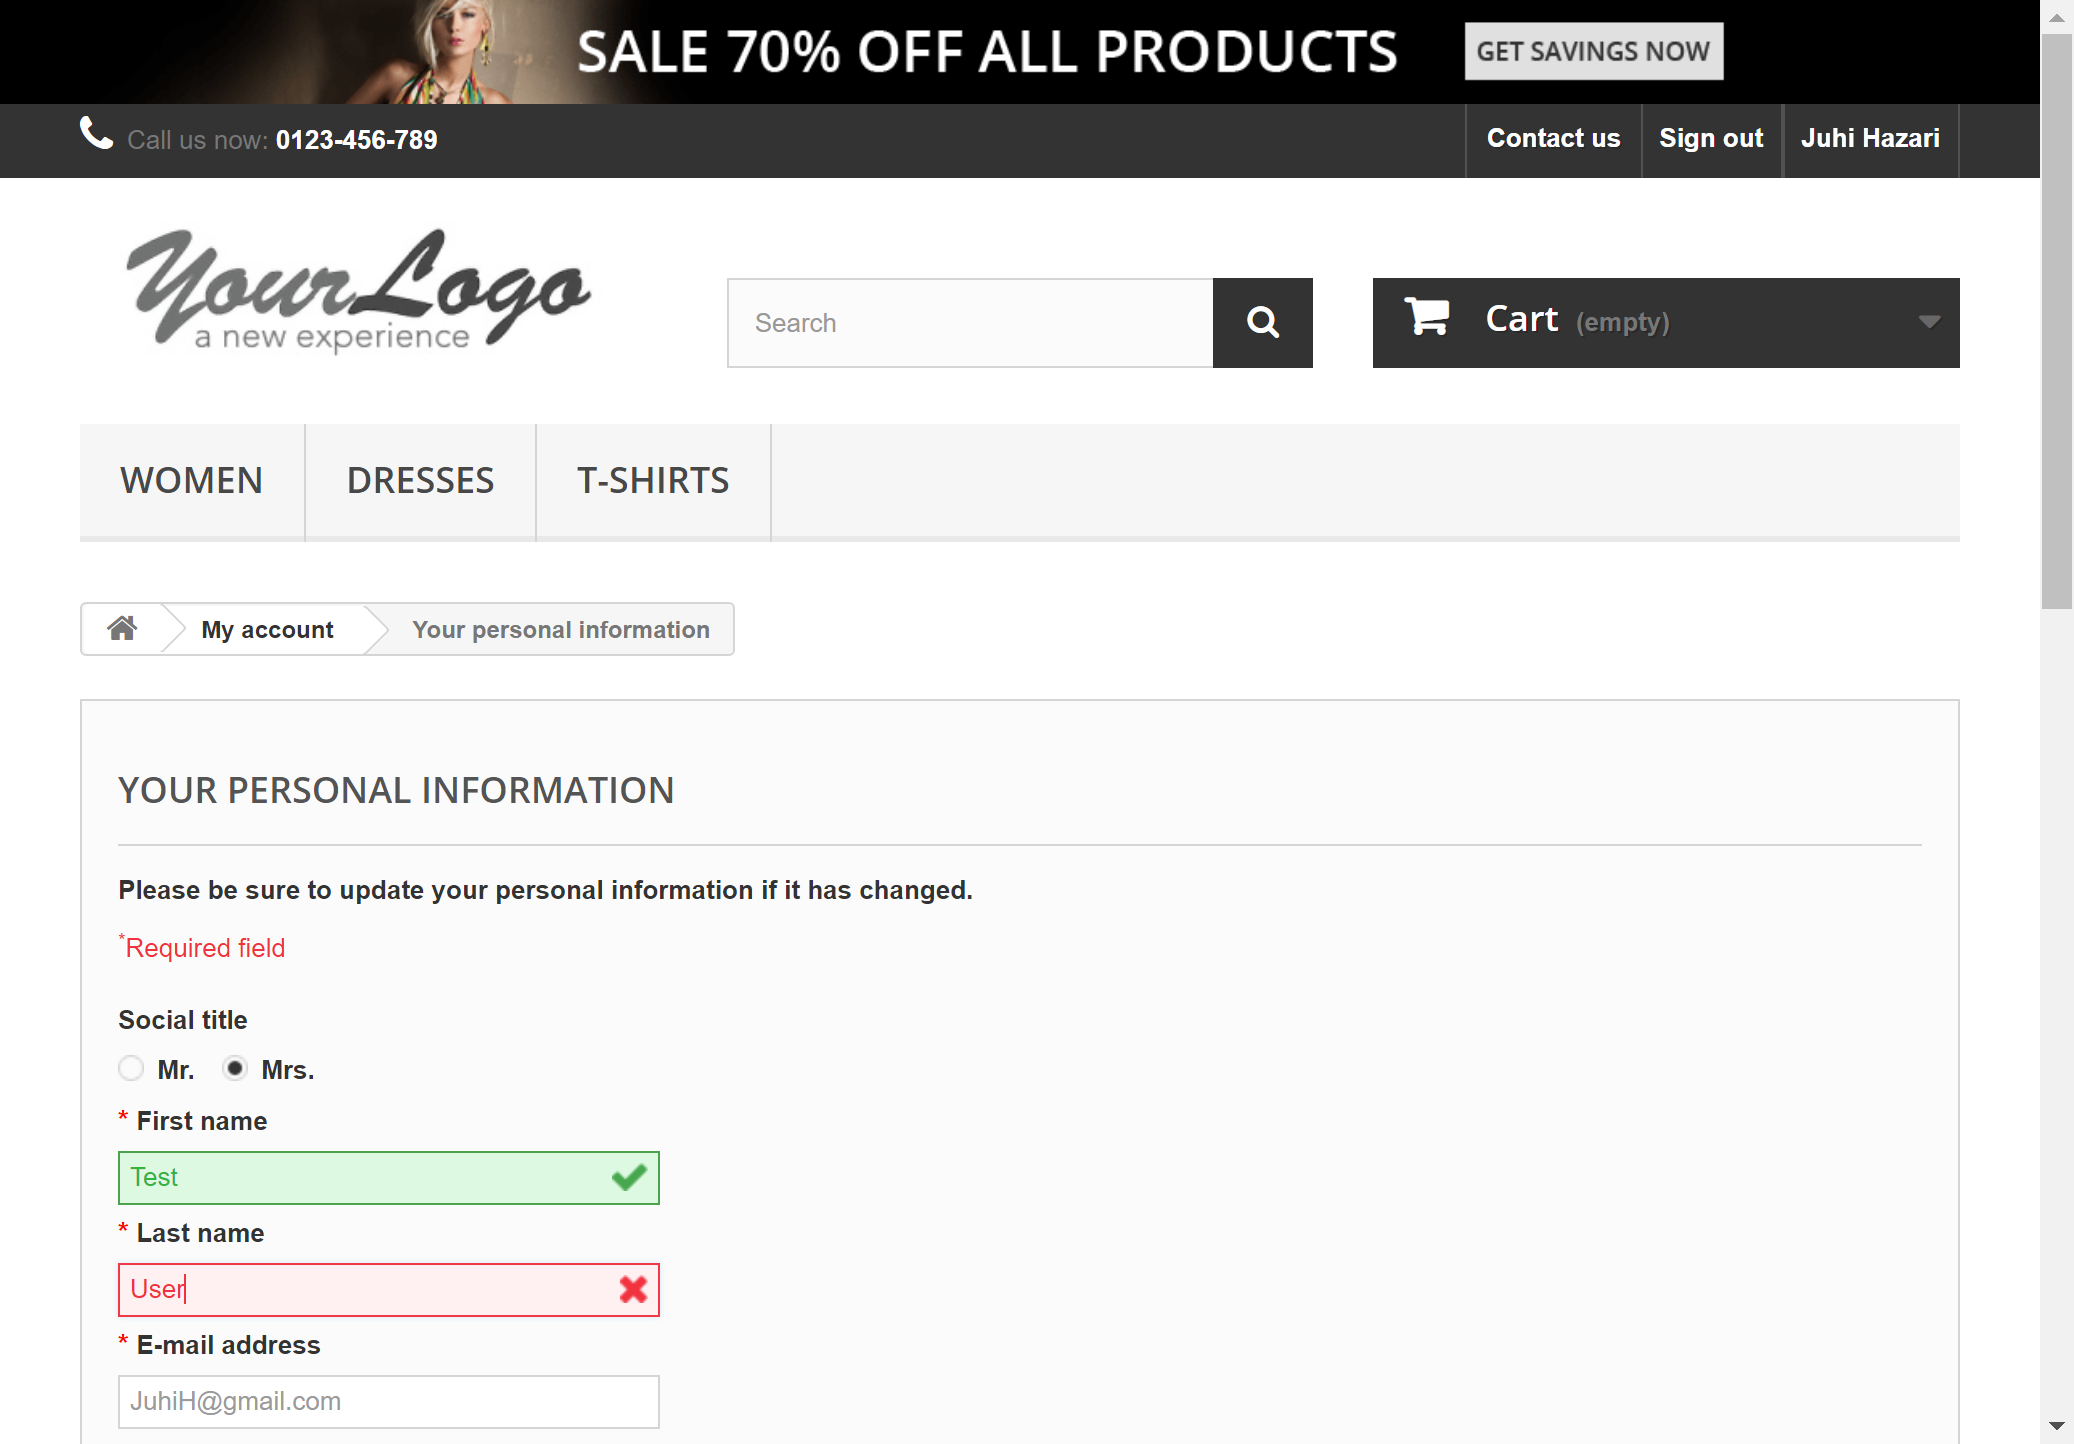 SALE 70% OFF ALL PRODUCTS
GET SAVINGS NOW
Call us now: 0123-456-789
Contact us
Sign out
Juhi Hazari
YourLogo
a new experience
Search
Cart (empty)
WOMEN
DRESSES
T-SHIRTS
My account
Your personal information
YOUR PERSONAL INFORMATION
Please be sure to update your personal information if it has changed.
*Required field
Social title
Mr.
Mrs.
* First name
Test
* Last name
User
* E-mail address
JuhiH@gmail.com